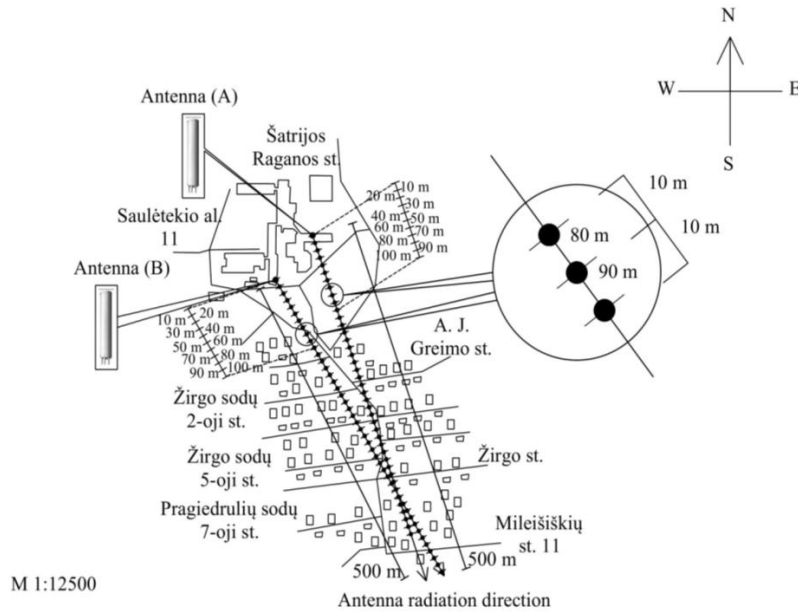 N
W
E
S
Antenna (A)
Šatrijos
Raganos st.
10 m
20 m
30 m
40 m
50 m
60 m
70 m
80 m
90 m
100 m
Saulėtekio al.
11
Antenna (B)
10 m
20 m
30 m
40 m
50 m
60 m
70 m
80 m
90 m
100 m
10 m
10 m
80 m
90 m
A. J.
Greimo st.
Žirgo sodų
2-oji st.
Žirgo sodų
5-oji st.
Žirgo st.
Pragiedrulių sodų
7-oji st.
Mileišiškių
st. 11
500 m
500 m
M 1:12500
Antenna radiation direction